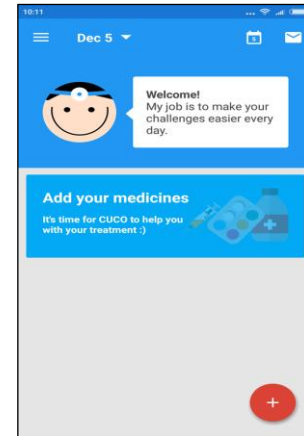 10:11
Dec 5
Welcome!
My job is to make your
challenges easier every
day.
Add your medicines
It's time for CUCO to help you
with your treatment :)